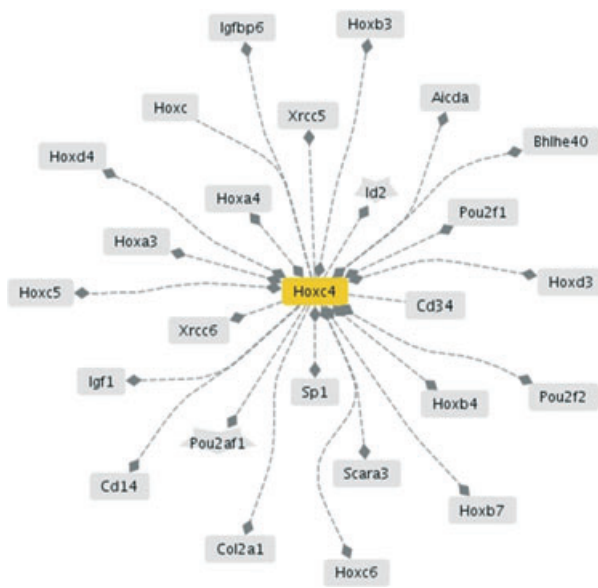 Igfbp6
Hoxb3
Hoxc
Xrcc5
Aicda
Bhlhe40
Hoxd4
Hoxa4
Id2
Pou2f1
Hoxa3
Hoxc5
Hoxc4
Hoxd3
Cd34
Xrcc6
Igf1
Sp1
Hoxb4
Pou2f2
Pou2af1
Cd14
Scara3
Hoxb7
Col2a1
Hoxc6